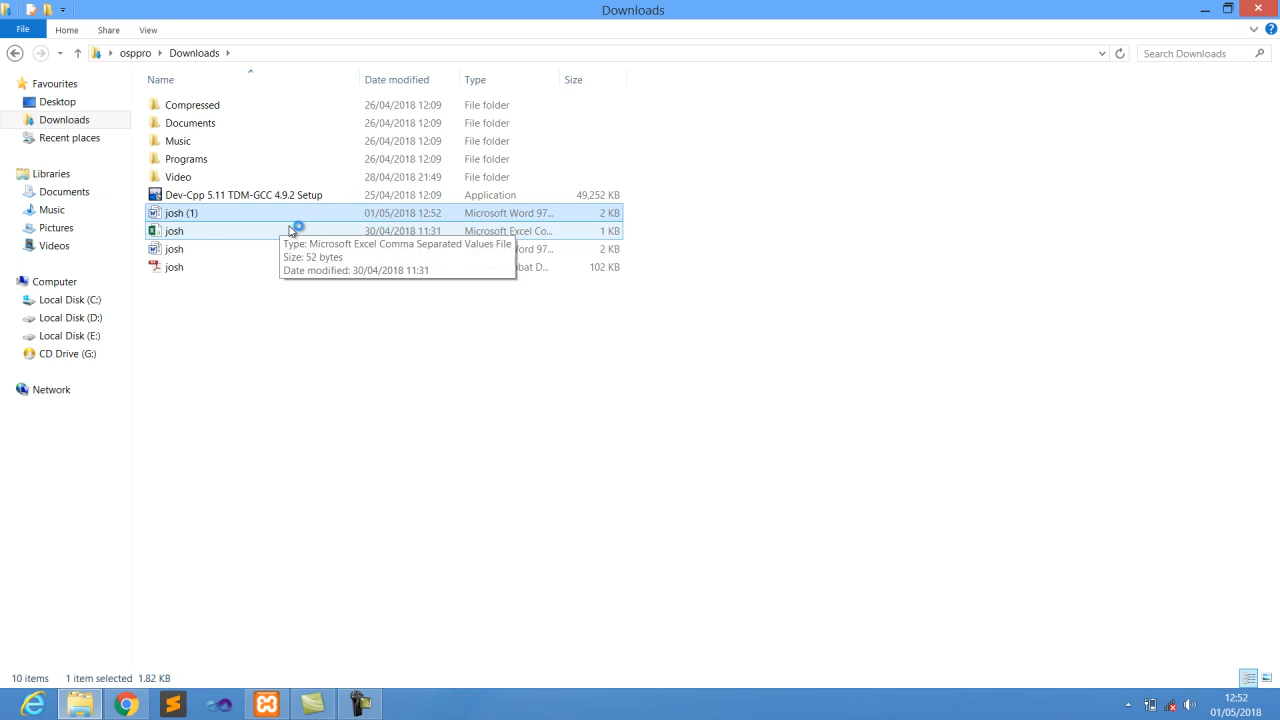 Downloads
File Home Share View
osppro Downloads Search Downloads
Name Date modified Type Size
Favourites
Desktop
Downloads
Recent places
Libraries
Documents
Music
Pictures
Videos
Computer
Local Disk (C:)
Local Disk (D:)
Local Disk (E:)
CD Drive (G:)
Network
Compressed 26/04/2018 12:09 File folder
Documents 26/04/2018 12:09 File folder
Music 26/04/2018 12:09 File folder
Programs 26/04/2018 12:09 File folder
Video 28/04/2018 21:49 File folder
Dev-Cpp 5.11 TDM-GCC 4.9.2 Setup 25/04/2018 12:09 Application 49,252 KB
josh (1) 01/05/2018 12:52 Microsoft Word 97... 2 KB
josh 30/04/2018 11:31 Microsoft Excel Co... 1 KB
josh 97... 2 KB
josh 102 KB
Type: Microsoft Excel Comma Separated Values File
Size: 52 bytes
Date modified: 30/04/2018 11:31
10 items 1 item selected 1.82 KB
12:52
01/05/2018